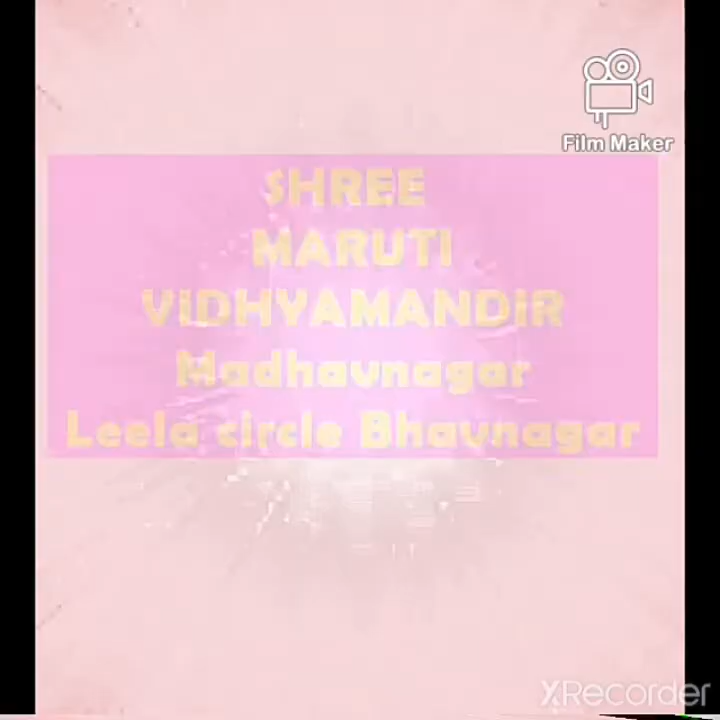 Film Maker
SHREE
MARUTI
VIDHYAMANDIR
Madhavnagar
Leela circle Bhavnagar
XRecorder